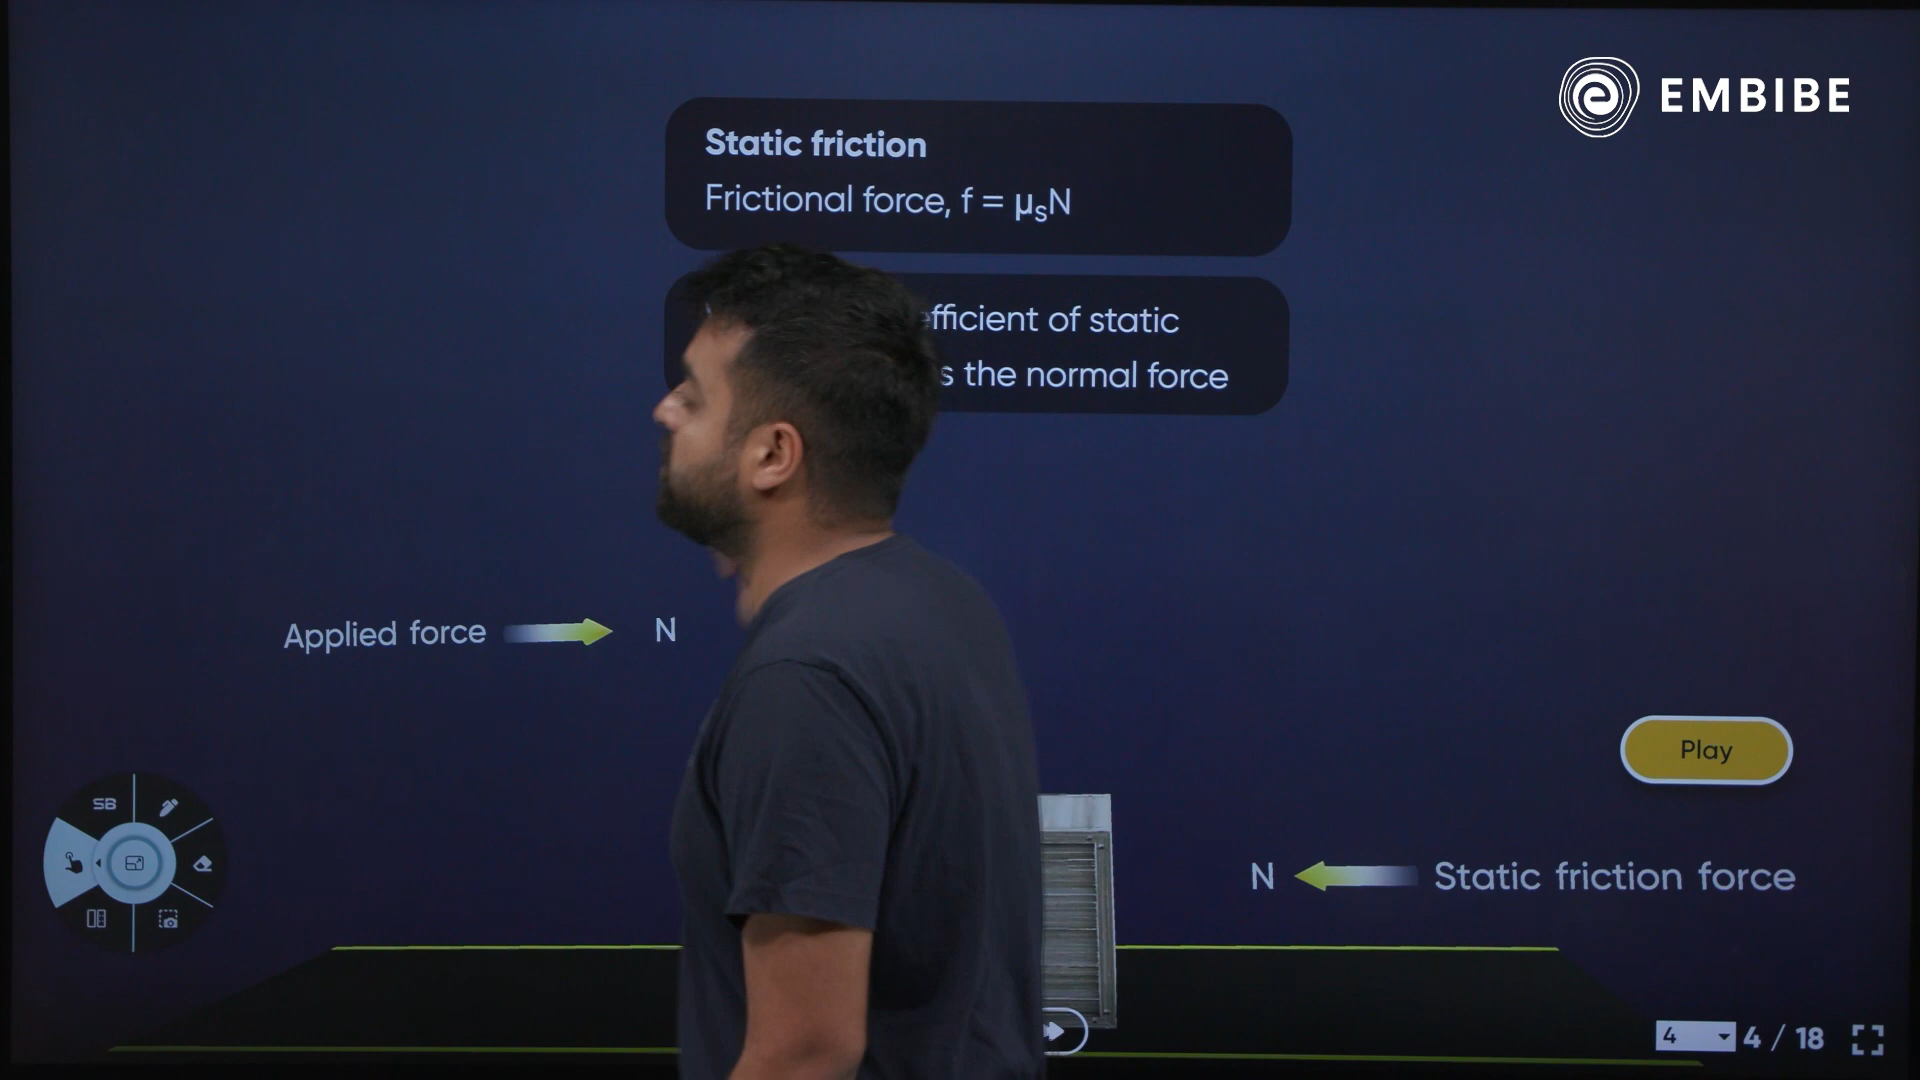 EMBIBE
Static friction
Frictional force, f = μₛN
of static
the normal force
Applied force
N
Play
SB
N
Static friction force
4
4 / 18